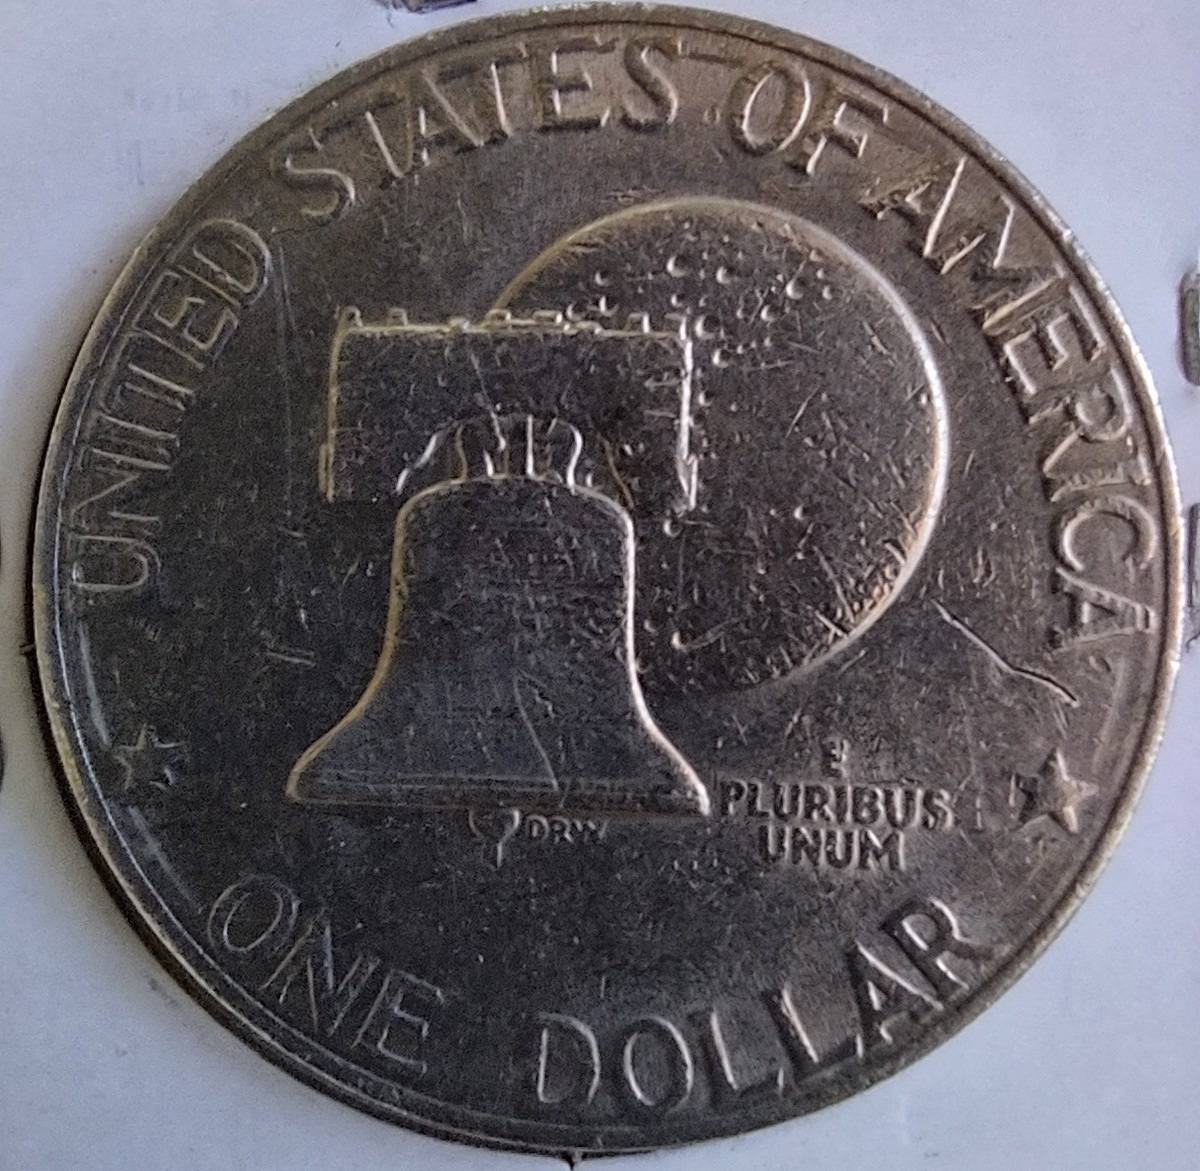 UNITED STATES OF AMERICA
E
PLURIBUS
UNUM
DRW
ONE DOLLAR